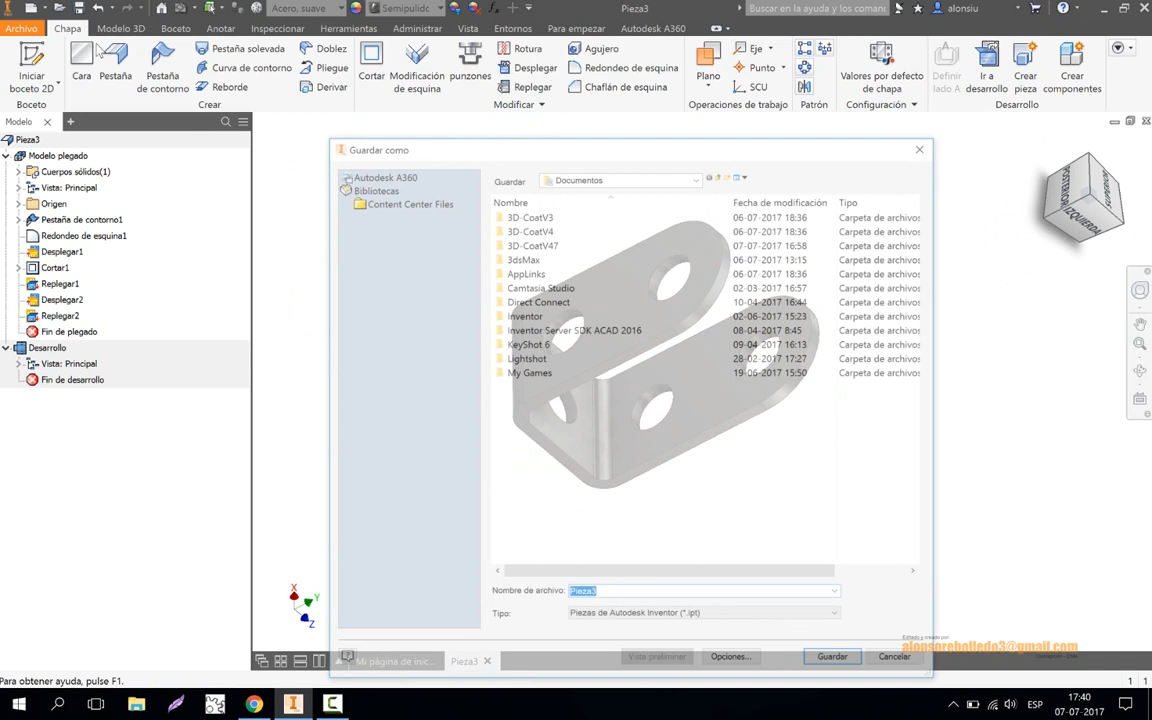 Acero, suave
Semipulido
Pieza3
Buscar en la ayuda y los comand
alonsiu
Archivo Chapa Modelo 3D Boceto Anotar Inspeccionar Herramientas Administrar Vista Entornos Para empezar Autodesk A360
Iniciar boceto 2D
Cara
Pestaña
Pestaña de contorno
Pestaña solevada
Curva de contorno
Reborde
Doblez
Pliegue
Derivar
Cortar
Modificación de esquina
punzones
Rotura
Desplegar
Replegar
Agujero
Redondeo de esquina
Chaflán de esquina
Plano
Eje
Punto
SCU
Valores por defecto de chapa
Definir lado A
Ir a desarrollo
Crear pieza
Crear componentes
Boceto
Crear
Modificar
Operaciones de trabajo
Patrón
Configuración
Desarrollo
Modelo
Pieza3
Modelo plegado
Cuerpos sólidos(1)
Vista: Principal
Origen
Pestaña de contorno1
Redondeo de esquina1
Desplegar1
Cortar1
Replegar1
Desplegar2
Replegar2
Fin de plegado
Desarrollo
Vista: Principal
Fin de desarrollo
Guardar como
Autodesk A360
Bibliotecas
Content Center Files
Guardar
Documentos
Nombre Fecha de modificación Tipo
3D-CoatV3 06-07-2017 18:36 Carpeta de archivos
3D-CoatV4 06-07-2017 18:36 Carpeta de archivos
3D-CoatV47 07-07-2017 16:58 Carpeta de archivos
3dsMax 06-07-2017 13:15 Carpeta de archivos
AppLinks 06-07-2017 18:36 Carpeta de archivos
Camtasia Studio 02-03-2017 16:57 Carpeta de archivos
Direct Connect 10-04-2017 16:44 Carpeta de archivos
Inventor 02-06-2017 15:23 Carpeta de archivos
Inventor Server SDK ACAD 2016 08-04-2017 8:45 Carpeta de archivos
KeyShot 6 09-04-2017 16:13 Carpeta de archivos
Lightshot 28-02-2017 17:27 Carpeta de archivos
My Games 19-06-2017 15:50 Carpeta de archivos
Nombre de archivo: Pieza3
Tipo: Piezas de Autodesk Inventor (*.ipt)
Vista preliminar Opciones... Guardar Cancelar
IZQUIERDA
X
Y
Z
Mi página de inic...
Pieza3
Editado y creado por:
alonsorebolledo3@gmail.com
Para obtener ayuda, pulse F1.
1 1
ESP
17:40
07-07-2017